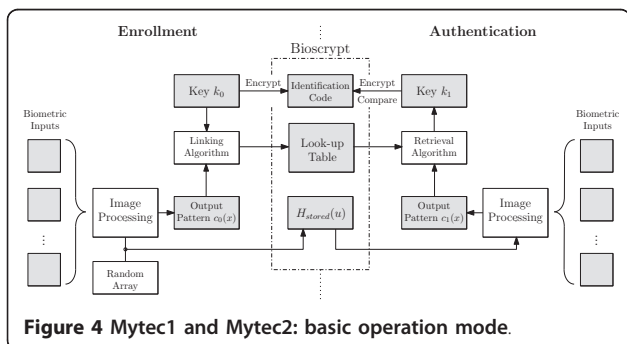 Enrollment
Authentication
Bioscrypt
Key k0
Encrypt
Identification
Code
Encrypt
Compare
Key k1
Biometric
Inputs
Biometric
Inputs
Linking
Algorithm
Look-up
Table
Retrieval
Algorithm
Image
Processing
Output
Pattern c0(x)
Hstored(u)
Output
Pattern c1(x)
Image
Processing
Random
Array
Figure 4 Mytec1 and Mytec2: basic operation mode.